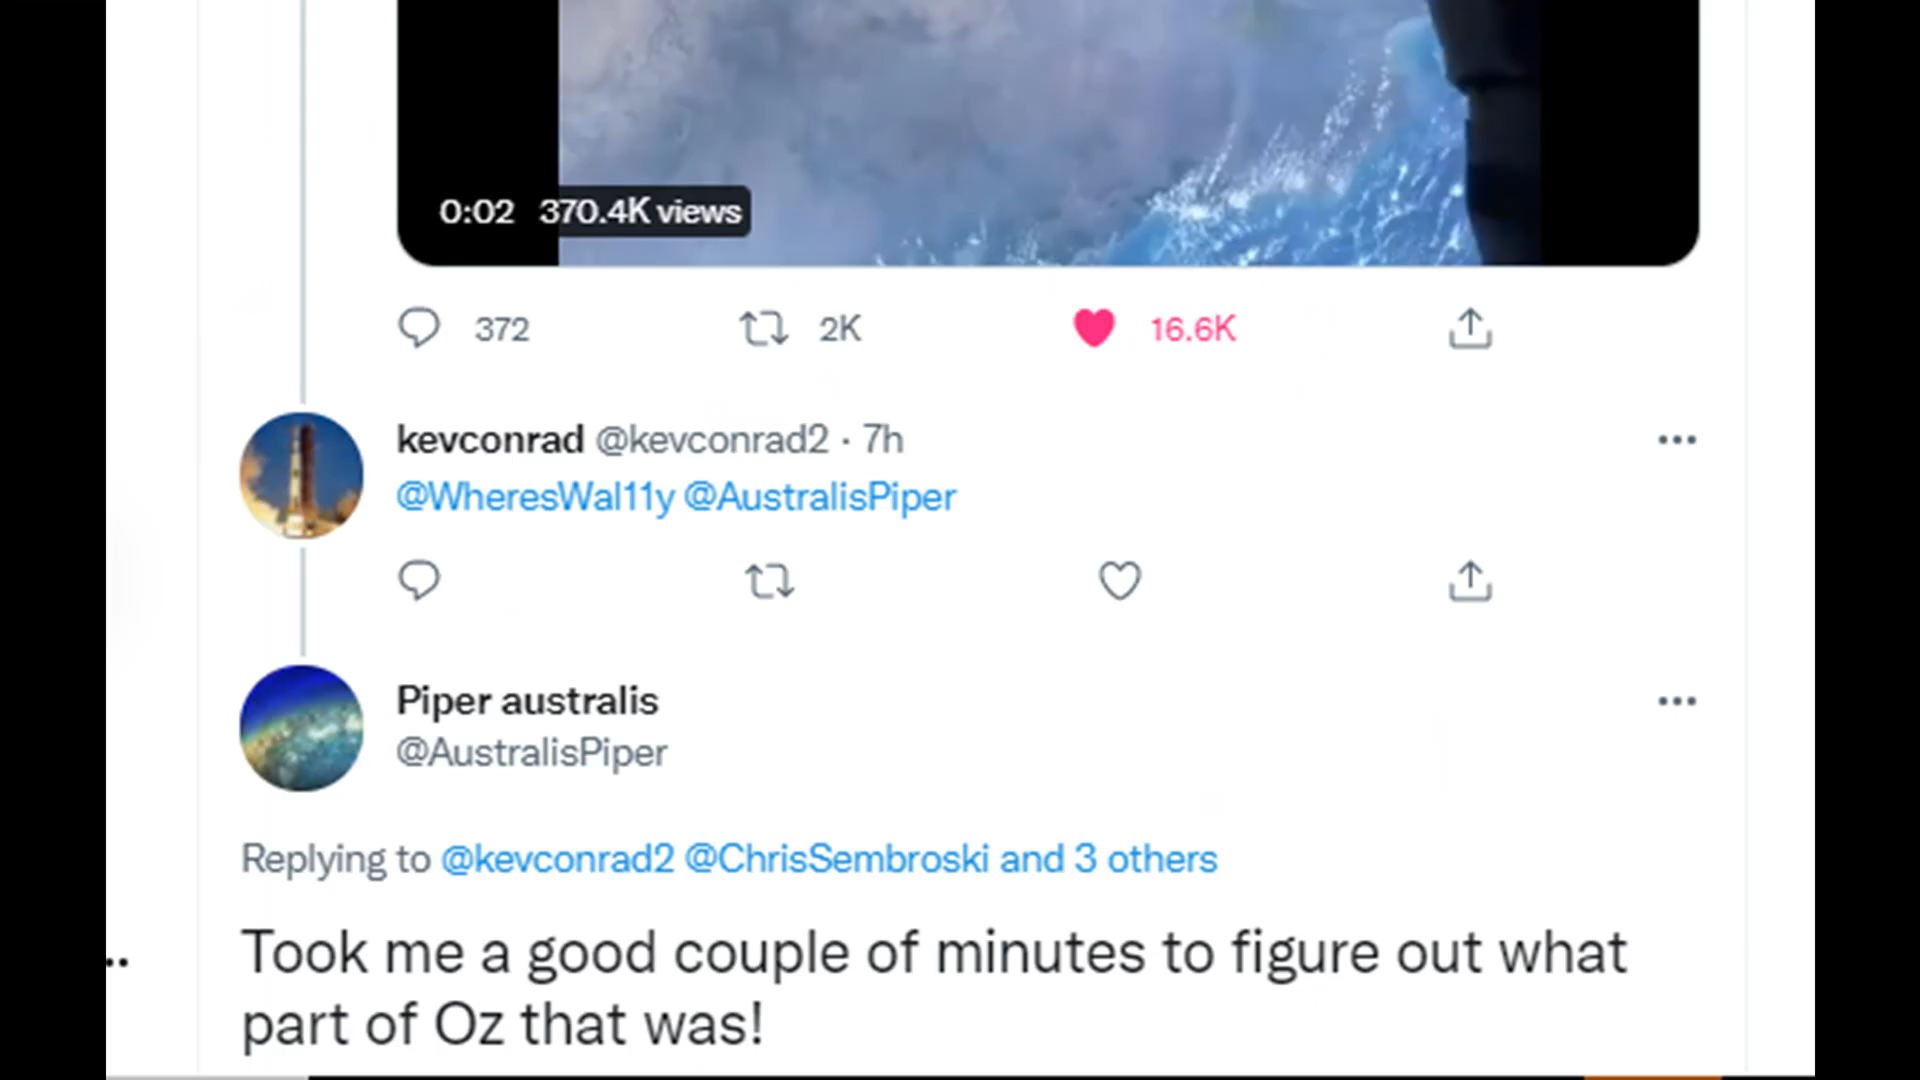 0:02 370.4K views
372 2K 16.6K
kevconrad @kevconrad2 · 7h
@WheresWal11y @AustralisPiper
Piper australis
@AustralisPiper
Replying to @kevconrad2 @ChrisSembroski and 3 others
Took me a good couple of minutes to figure out what
part of Oz that was!